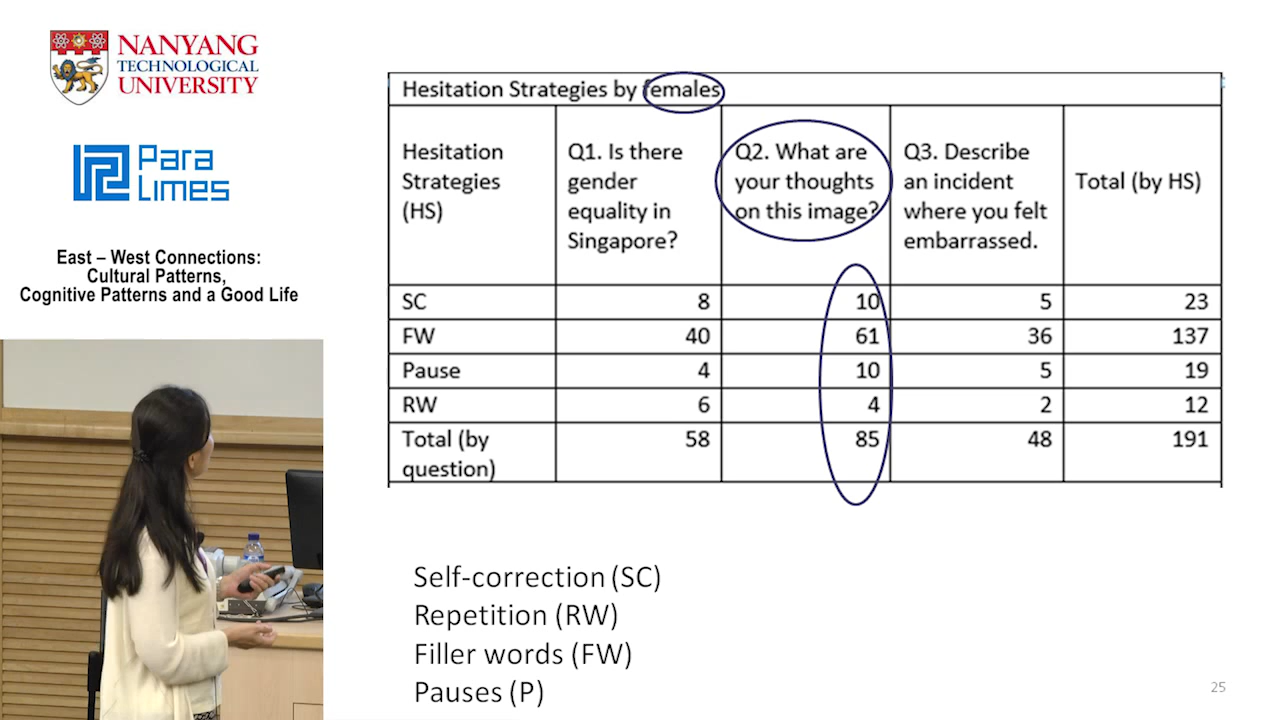 NANYANG
TECHNOLOGICAL
UNIVERSITY
Para
Limes
East – West Connections:
Cultural Patterns,
Cognitive Patterns and a Good Life
Hesitation Strategies by females
Hesitation
Strategies
(HS)
Q1. Is there
gender
equality in
Singapore?
Q2. What are
your thoughts
on this image?
Q3. Describe
an incident
where you felt
embarrassed.
Total (by HS)
SC 8 10 5 23
FW 40 61 36 137
Pause 4 10 5 19
RW 6 4 2 12
Total (by
question) 58 85 48 191
Self-correction (SC)
Repetition (RW)
Filler words (FW)
Pauses (P)
25